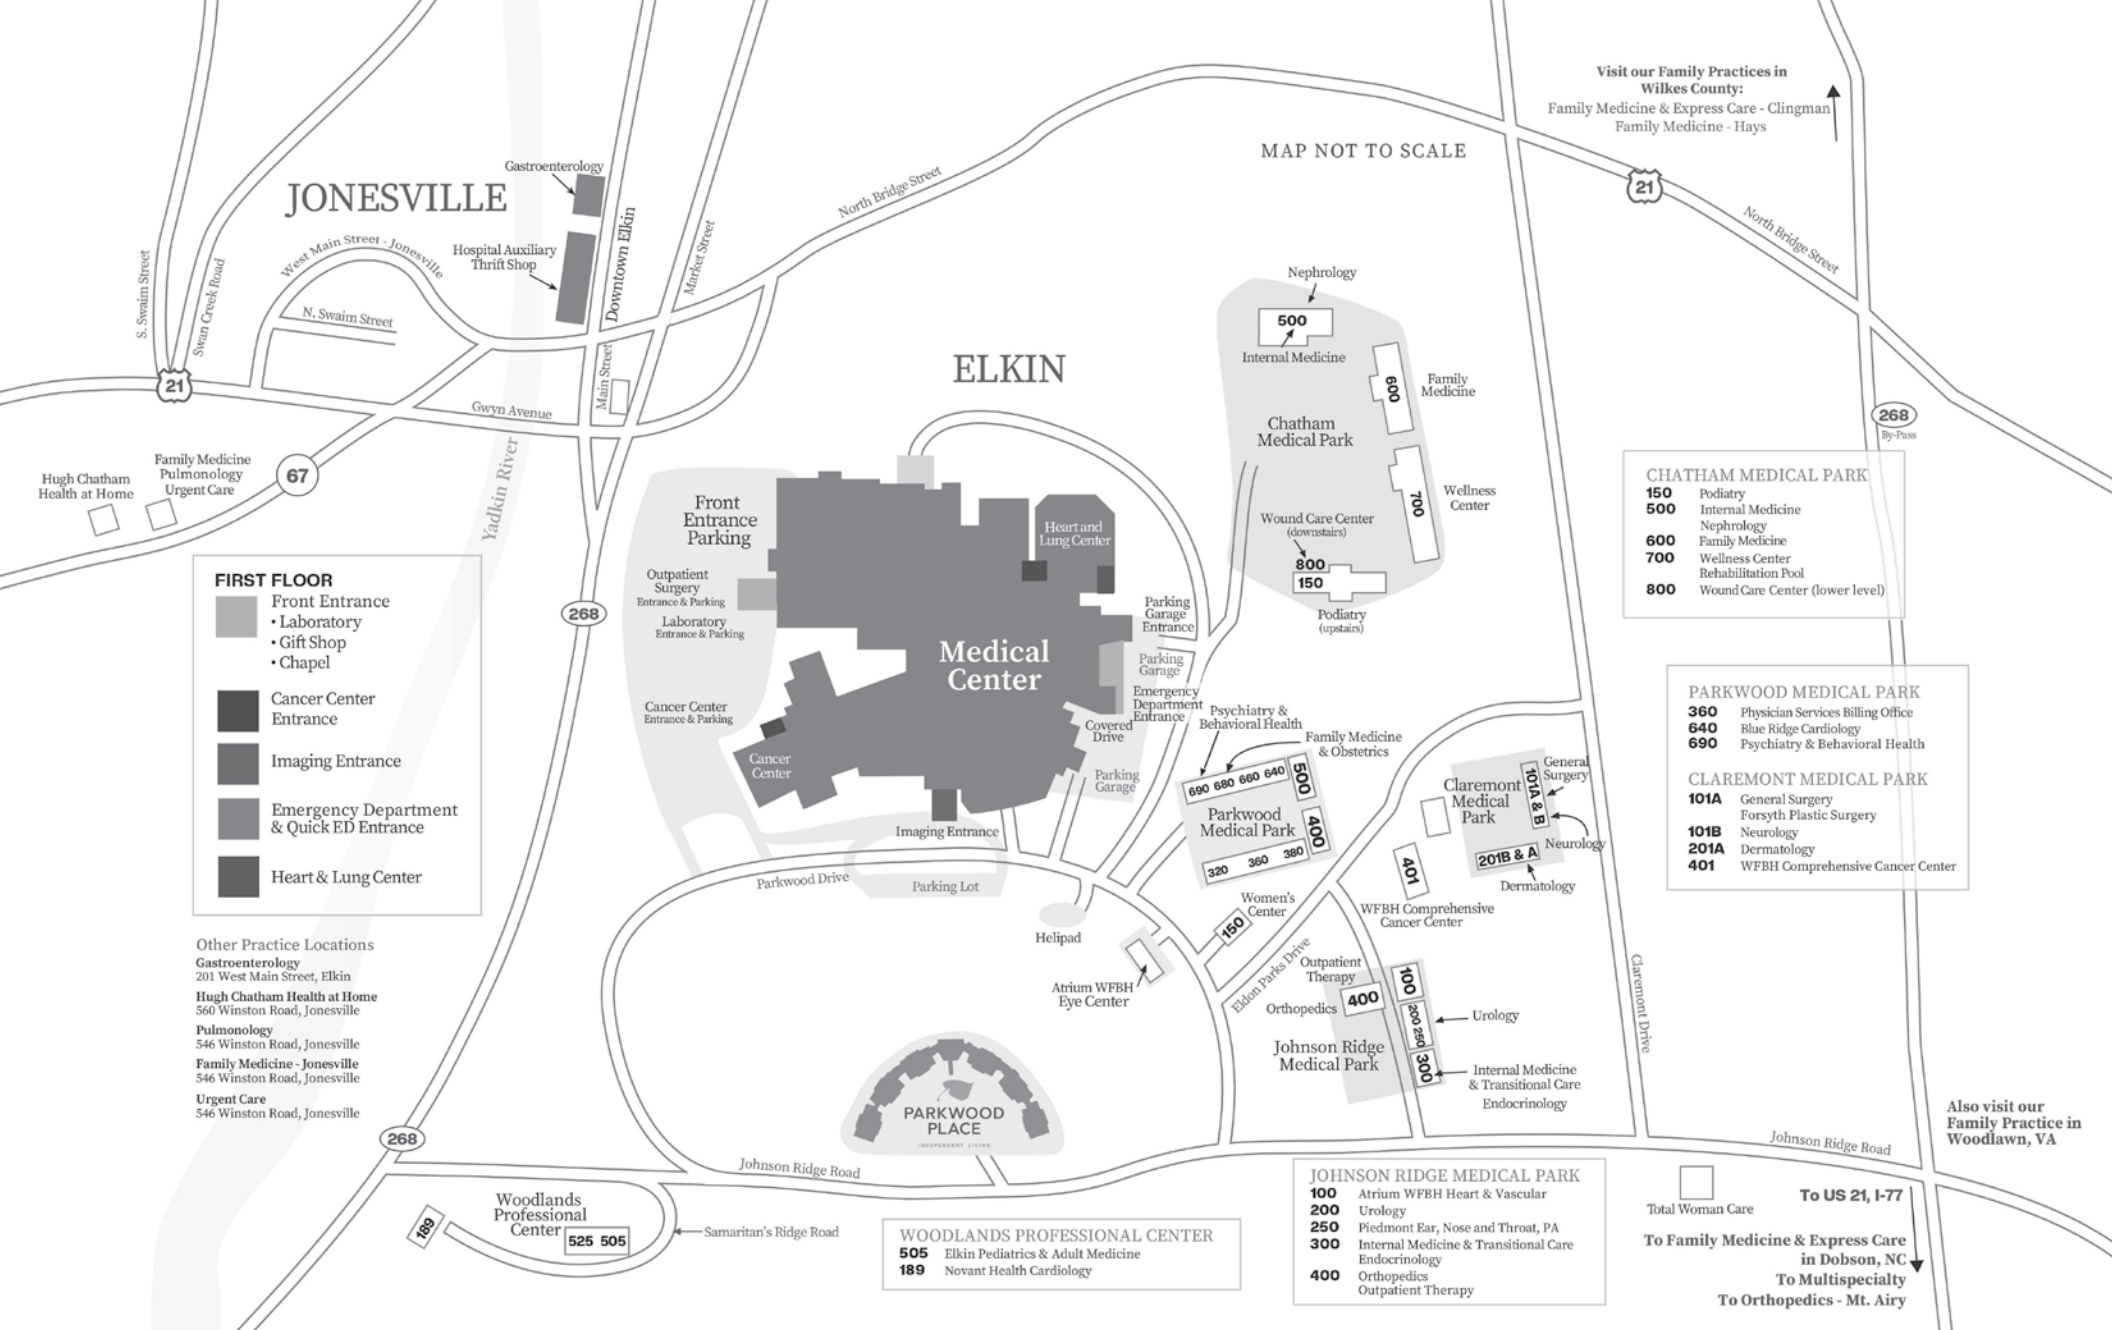 Visit our Family Practices in
Wilkes County:
Family Medicine & Express Care - Clingman
Family Medicine - Hays
MAP NOT TO SCALE
21
North Bridge Street
North Bridge Street
JONESVILLE
Gastroenterology
Hospital Auxiliary
Thrift Shop
Downtown Elkin
Market Street
Main Street
West Main Street - Jonesville
N. Swaim Street
S. Swaim Street
Swan Creek Road
21
Gwyn Avenue
Yadkin River
67
Hugh Chatham
Health at Home
Family Medicine
Pulmonology
Urgent Care
268
268
By-Pass
ELKIN
Nephrology
500
Internal Medicine
600
Family
Medicine
Chatham
Medical Park
700
Wellness
Center
Wound Care Center
(downstairs)
800
150
Podiatry
(upstairs)
CHATHAM MEDICAL PARK
150 Podiatry
500 Internal Medicine
Nephrology
600 Family Medicine
700 Wellness Center
Rehabilitation Pool
800 Wound Care Center (lower level)
Front
Entrance
Parking
Outpatient
Surgery
Entrance & Parking
Laboratory
Entrance & Parking
Cancer Center
Entrance & Parking
Cancer
Center
Heart and
Lung Center
Medical
Center
Parking
Garage
Entrance
Parking
Garage
Emergency
Department
Entrance
Covered
Drive
Parking
Garage
Imaging Entrance
Parkwood Drive
Parking Lot
Helipad
Atrium WFBH
Eye Center
FIRST FLOOR
Front Entrance
• Laboratory
• Gift Shop
• Chapel
Cancer Center
Entrance
Imaging Entrance
Emergency Department
& Quick ED Entrance
Heart & Lung Center
Psychiatry &
Behavioral Health
Family Medicine
& Obstetrics
690 680 660 640
500
Parkwood
Medical Park
400
320 360 380
Women's
Center
150
Eldon Parks Drive
Claremont
Medical
Park
General
Surgery
101A & B
Neurology
201B & A
Dermatology
401
WFBH Comprehensive
Cancer Center
Claremont Drive
PARKWOOD MEDICAL PARK
360 Physician Services Billing Office
640 Blue Ridge Cardiology
690 Psychiatry & Behavioral Health
CLAREMONT MEDICAL PARK
101A General Surgery
Forsyth Plastic Surgery
101B Neurology
201A Dermatology
401 WFBH Comprehensive Cancer Center
Outpatient
Therapy
Orthopedics
400
100
200 250
300
Urology
Johnson Ridge
Medical Park
Internal Medicine
& Transitional Care
Endocrinology
Other Practice Locations
Gastroenterology
201 West Main Street, Elkin
Hugh Chatham Health at Home
560 Winston Road, Jonesville
Pulmonology
546 Winston Road, Jonesville
Family Medicine - Jonesville
546 Winston Road, Jonesville
Urgent Care
546 Winston Road, Jonesville
268
PARKWOOD
PLACE
INDEPENDENT LIVING
Johnson Ridge Road
Johnson Ridge Road
Woodlands
Professional
Center
525 505
189
Samaritan's Ridge Road
WOODLANDS PROFESSIONAL CENTER
505 Elkin Pediatrics & Adult Medicine
189 Novant Health Cardiology
JOHNSON RIDGE MEDICAL PARK
100 Atrium WFBH Heart & Vascular
200 Urology
250 Piedmont Ear, Nose and Throat, PA
300 Internal Medicine & Transitional Care
Endocrinology
400 Orthopedics
Outpatient Therapy
Total Woman Care
Also visit our
Family Practice in
Woodlawn, VA
To US 21, I-77
To Family Medicine & Express Care
in Dobson, NC
To Multispecialty
To Orthopedics - Mt. Airy